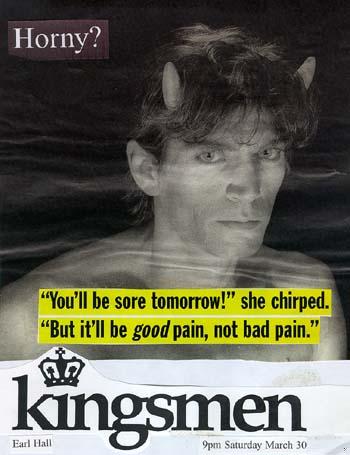 Horny?
“You’ll be sore tomorrow!” she chirped.
“But it’ll be good pain, not bad pain.”
kingsmen
Earl Hall
9pm Saturday March 30